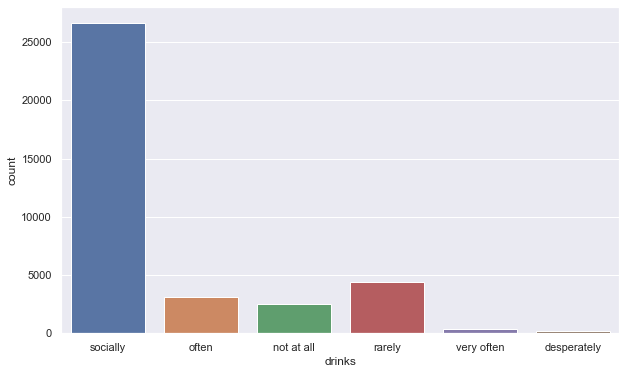 25000
20000
15000
10000
5000
0
count
socially often not at all rarely very often desperately
drinks